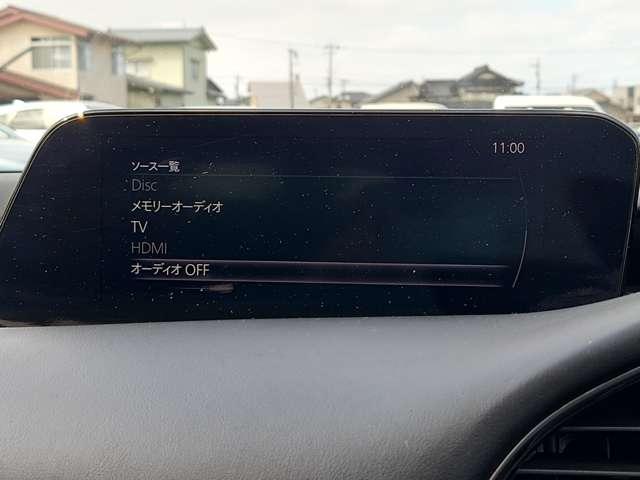 11:00
ソース一覧
Disc
メモリーオーディオ
TV
HDMI
オーディオ OFF